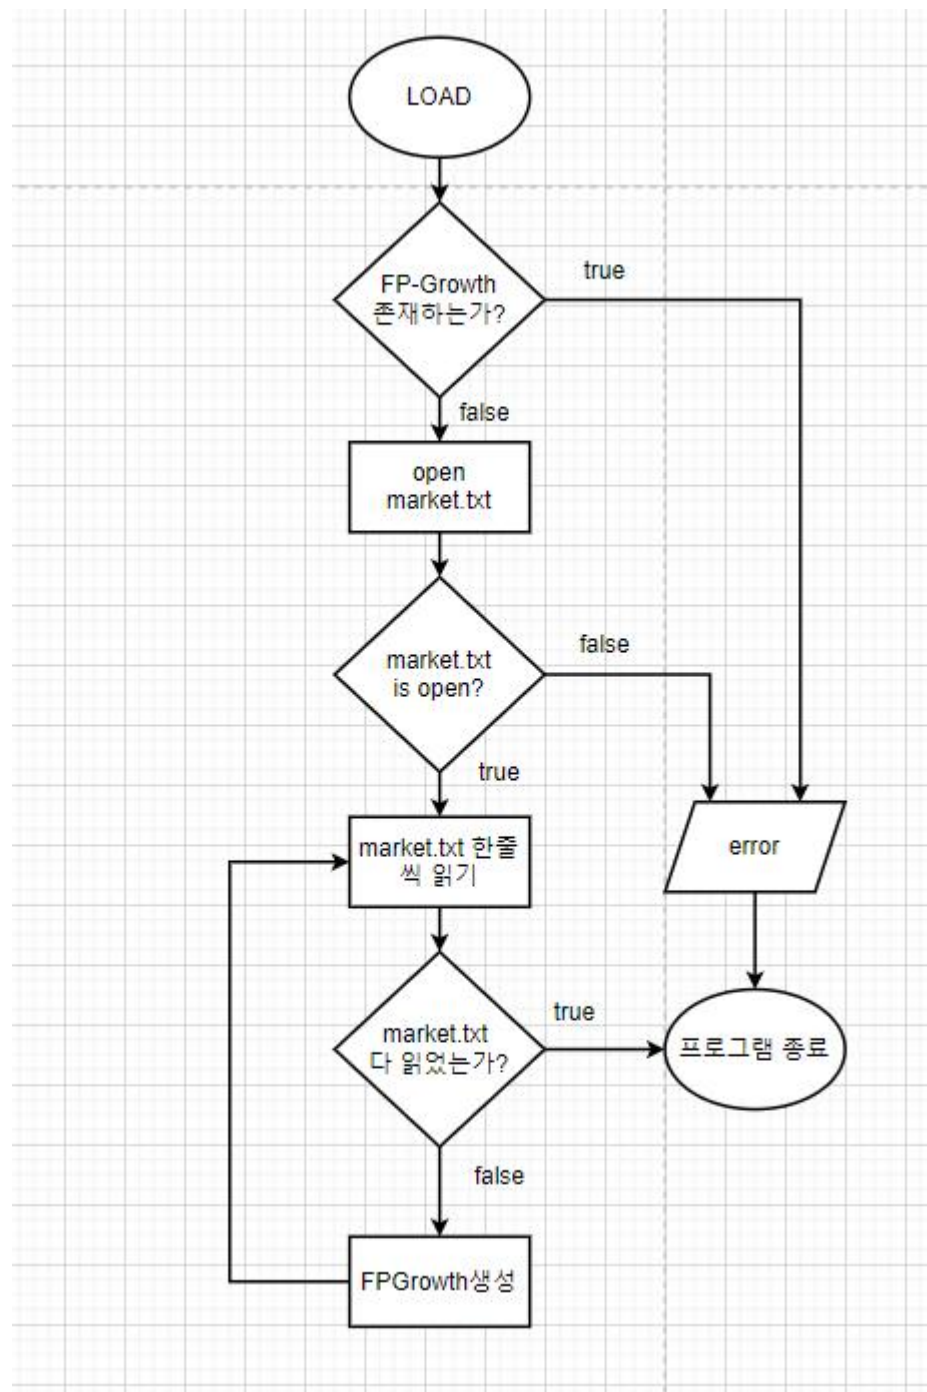 LOAD
FP-Growth
존재하는가?
true
false
open
market.txt
market.txt
is open?
false
true
market.txt 한줄
씩 읽기
error
market.txt
다 읽었는가?
true
프로그램 종료
false
FPGrowth생성